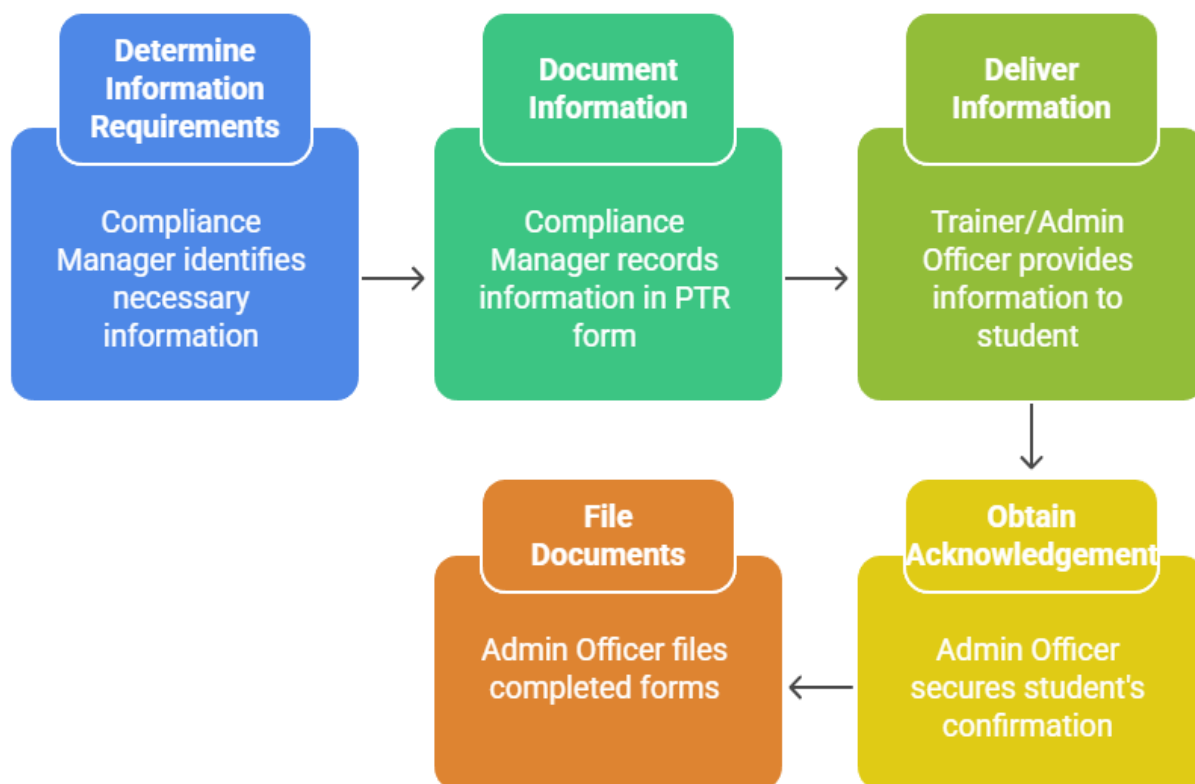 Determine
Information
Requirements
Compliance
Manager identifies
necessary
information
Document
Information
Compliance
Manager records
information in PTR
form
Deliver
Information
Trainer/Admin
Officer provides
information to
student
Obtain
Acknowledgement
Admin Officer
secures student's
confirmation
File
Documents
Admin Officer files
completed forms